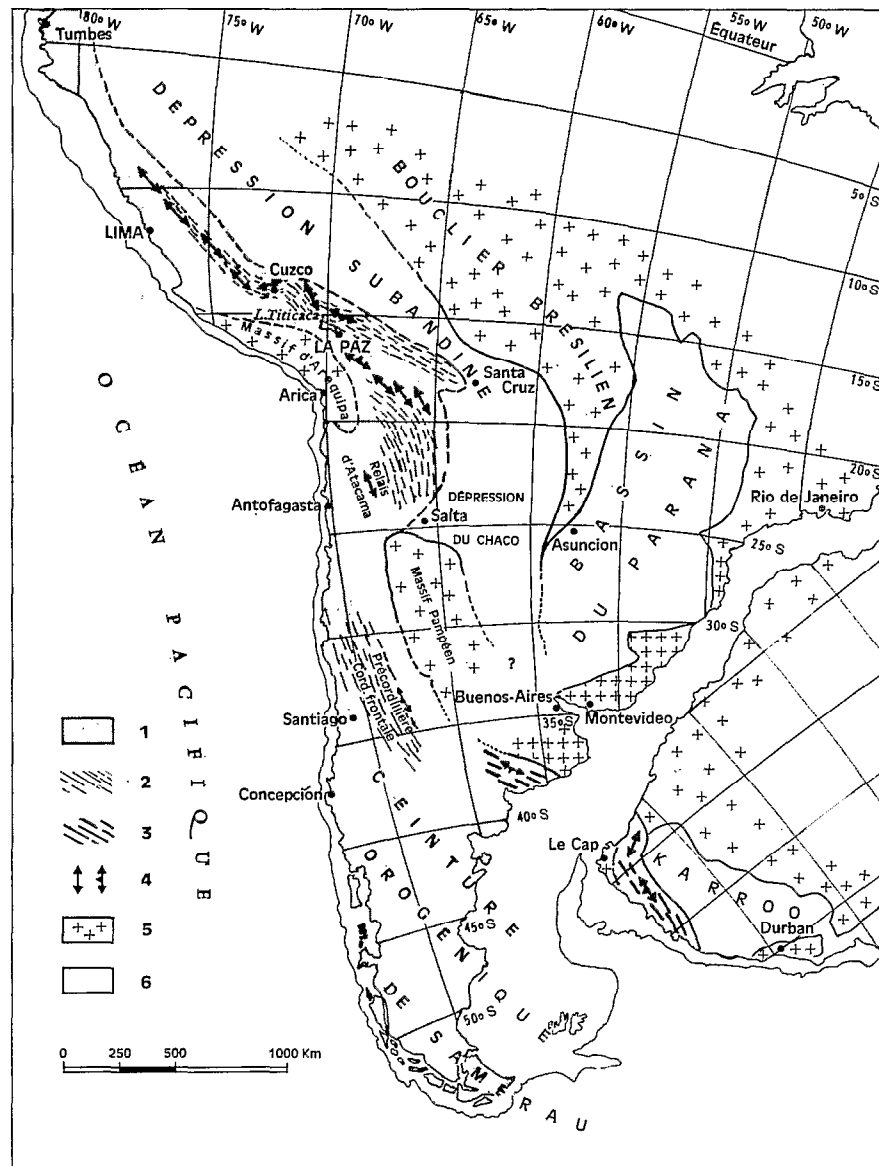 80° W
75° W
70° W
65° W
60° W
55° W
50° W
Équateur
Tumbes
DEPRESSION SUBANDINE
BOUCLIER BRESILIEN
5° S
LIMA
10° S
Cuzco
L. Titicaca
Massif d'Arequipa
LA PAZ
Santa
Cruz
15° S
Arica
BASSIN DU PARANA
20° S
Relais
d'Atacama
Rio de Janeiro
Antofagasta
DÉPRESSION
DU CHACO
Salta
Asuncion
25° S
OCEAN PACIFIQUE
Massif Pampéen
30° S
?
Précordillère
Cord. frontale
Buenos-Aires
Montevideo
Santiago
35° S
1
Concepción
2
40° S
CEINTURE
OROGENIQUE
DE SAMFRAU
Le Cap
KARROO
Durban
3
4
45° S
5
6
50° S
0 250 500 1000 Km